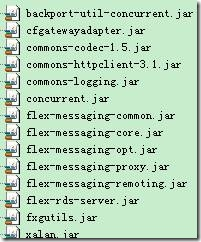 backport-util-concurrent.jar
cfgatewayadapter.jar
commons-codec-1.5.jar
commons-httpclient-3.1.jar
commons-logging.jar
concurrent.jar
flex-messaging-common.jar
flex-messaging-core.jar
flex-messaging-opt.jar
flex-messaging-proxy.jar
flex-messaging-remoting.jar
flex-rds-server.jar
fxgutils.jar
xalan.jar